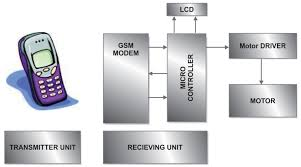 LCD
GSM
MODEM
MICRO
CONTROLLER
Motor DRIVER
MOTOR
TRANSMITTER UNIT
RECIEVING UNIT